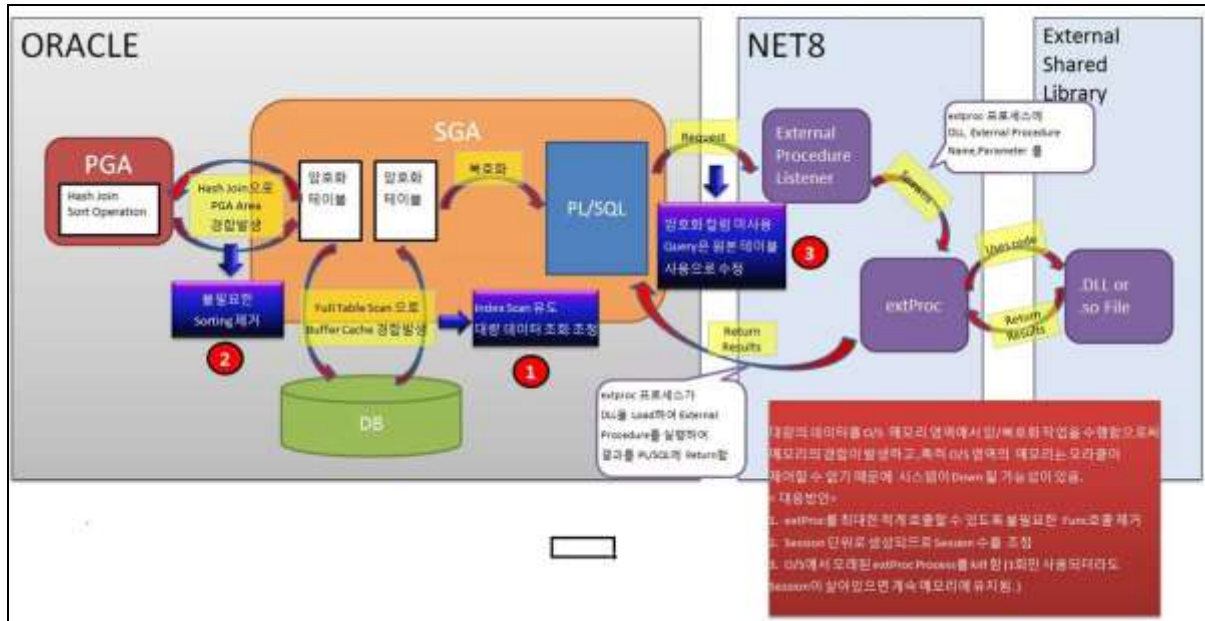 ORACLE
NET8
External
Shared
Library
SGA
PGA
Hash Join
Sort Operation
Hash Join 으로
PGA Area
경합발생
암호화
테이블
암호화
테이블
복호화
PL/SQL
Request
External
Procedure
Listener
extproc 프로세스에
DLL, External Procedure
Name,Parameter 를
Spawns
불필요한
Sorting 제거
2
Full Table Scan 으로
Buffer Cache 경합발생
Index Scan 유도
대량 데이터 조회 조정
1
암호화 컬럼 미사용
Query은 원본 테이블
사용으로 수정
3
extProc
Uses code
Return
Results
.DLL or
.so File
Return
Results
DB
extproc 프로세스가
DLL을 Load하여 External
Procedure를 실행하여
결과를 PL/SQL에 Return함
대량의 데이터를 O/S 메모리 영역에서 암/복호화 작업을 수행함으로써
메모리의 경합이 발생하고, 특히 O/S 영역의 메모리는 오라클이
제어할 수 없기 때문에 시스템이 Down 될 가능성이 있음.
< 대응방안>
1. extProc를 최대한 적게 호출할 수 있도록 불필요한 Func호출 제거
2. Session 단위로 생성되므로 Session 수를 조정
3. O/S에서 오래된 extProc Process를 kill 함 (1회만 사용되더라도
Session이 살아있으면 계속 메모리에 유지됨.)